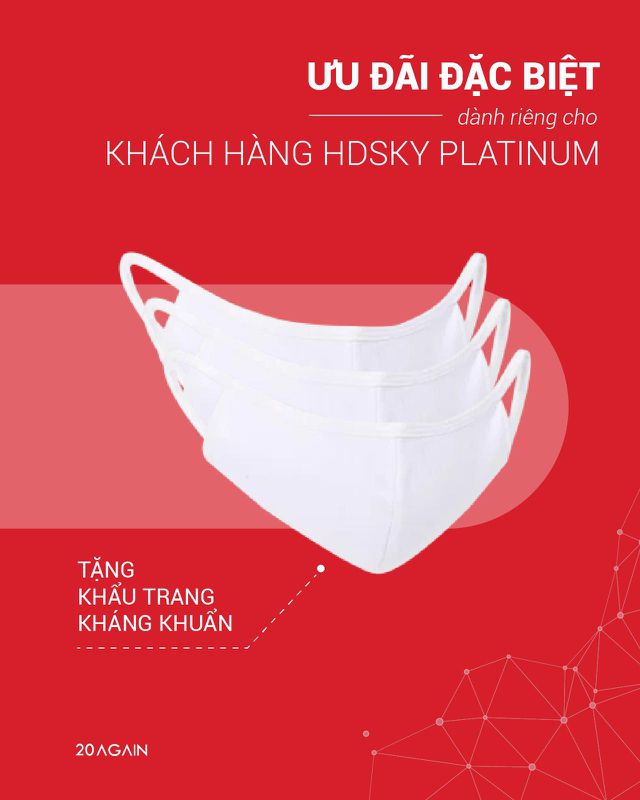 ƯU ĐÃI ĐẶC BIỆT
dành riêng cho
KHÁCH HÀNG HDSKY PLATINUM
TẶNG
KHẨU TRANG
KHÁNG KHUẨN
20AGAIN